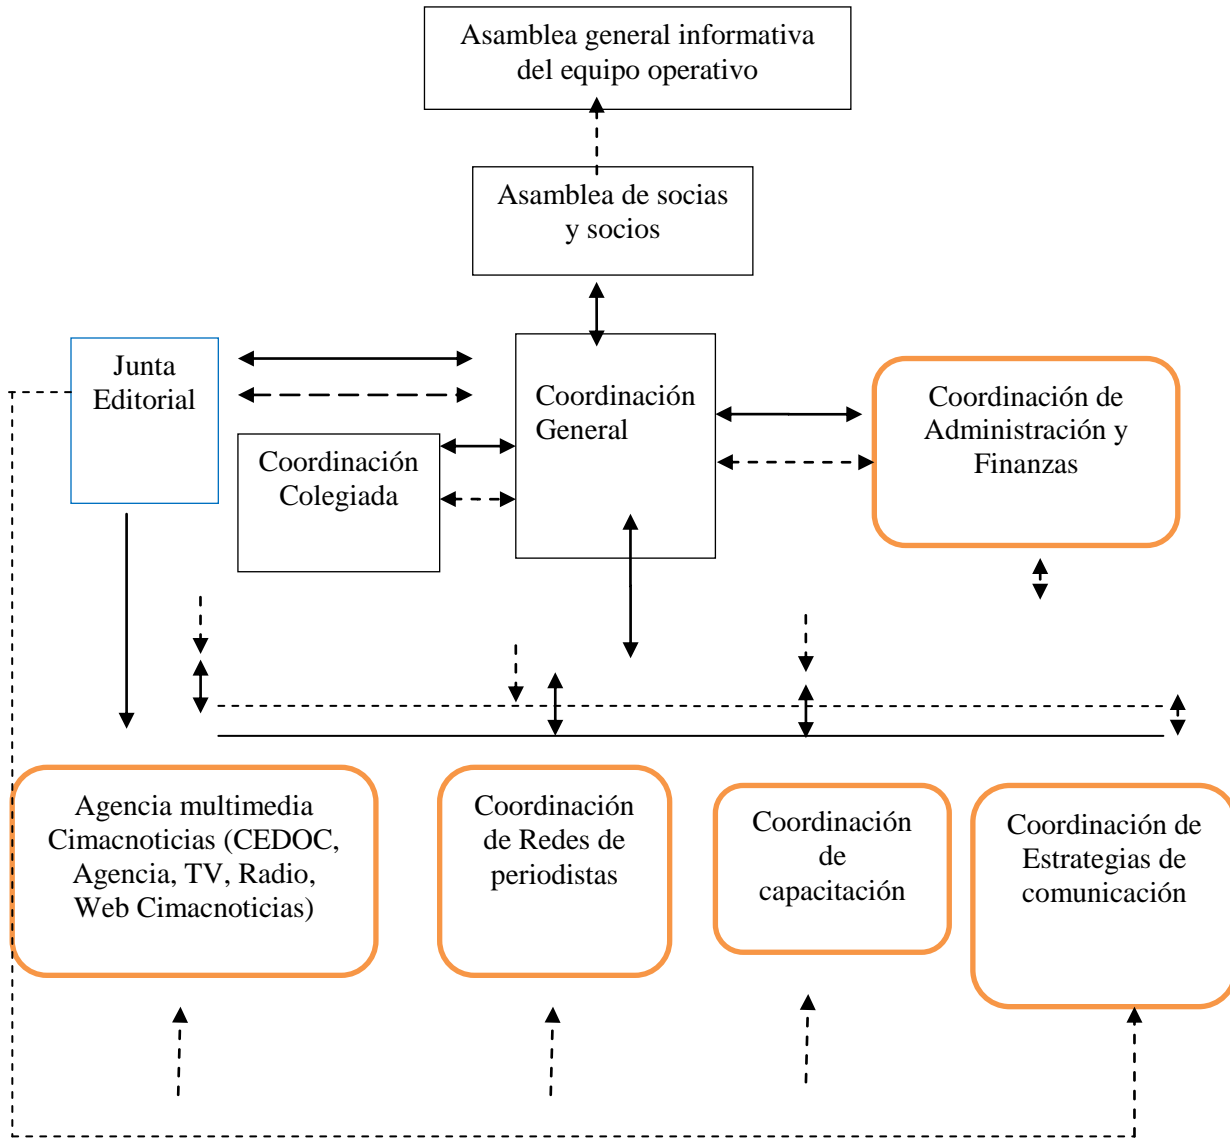 Asamblea general informativa
del equipo operativo
Asamblea de socias
y socios
Junta
Editorial
Coordinación
General
Coordinación de
Administración y
Finanzas
Coordinación
Colegiada
Agencia multimedia
Cimacnoticias (CEDOC,
Agencia, TV, Radio,
Web Cimacnoticias)
Coordinación
de Redes de
periodistas
Coordinación
de
capacitación
Coordinación de
Estrategias de
comunicación